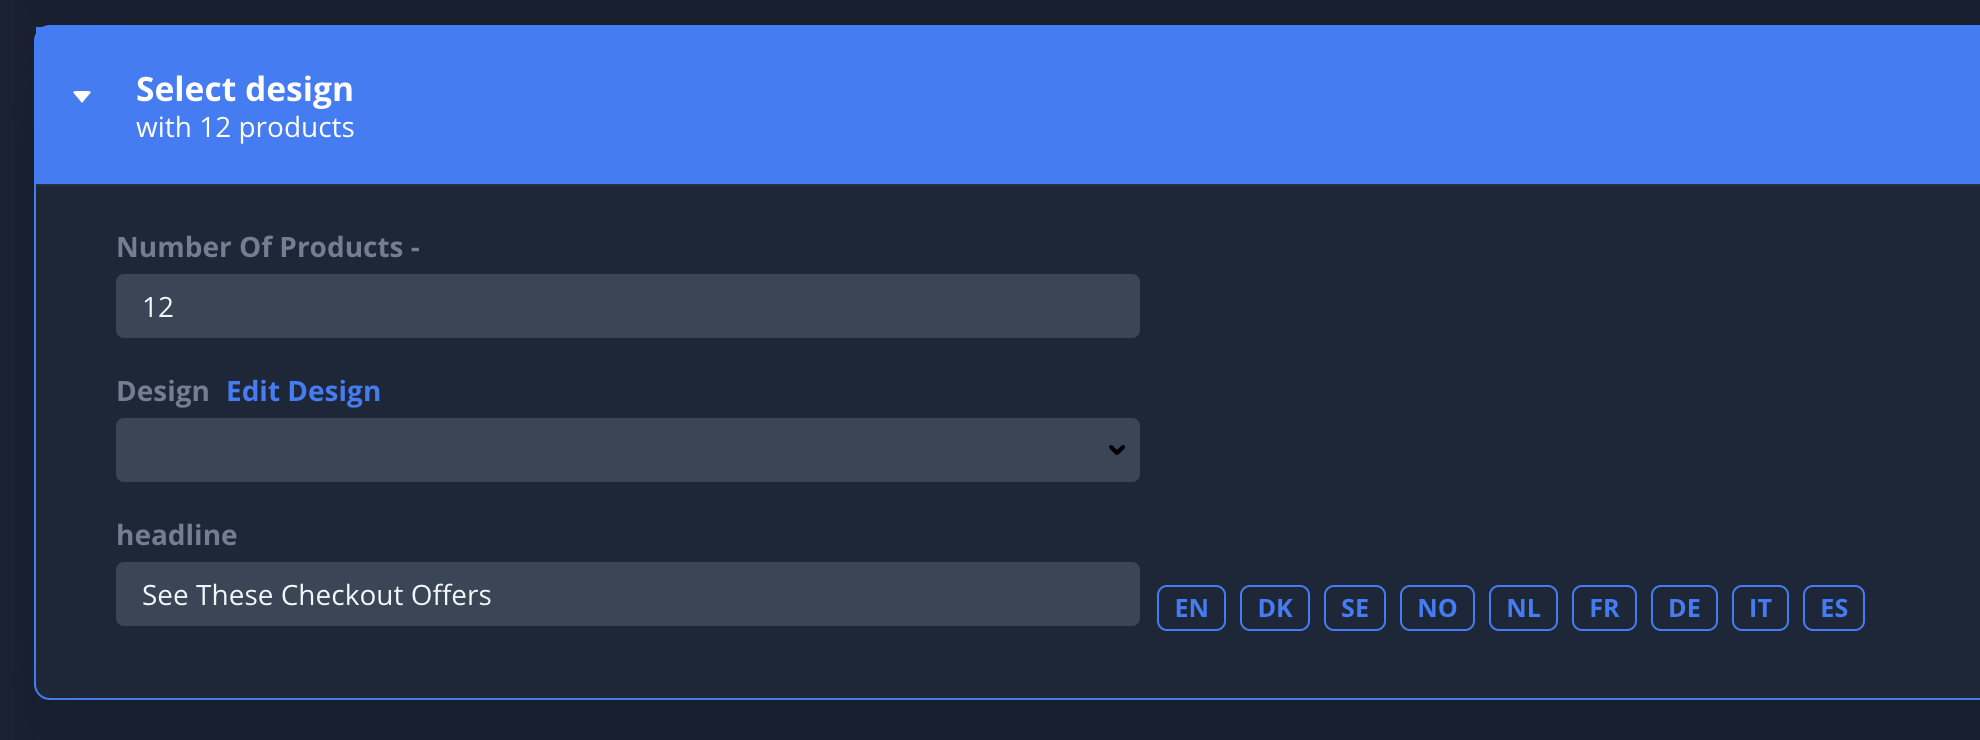 Select design
with 12 products
Number Of Products -
12
Design Edit Design
headline
See These Checkout Offers
EN DK SE NO NL FR DE IT ES